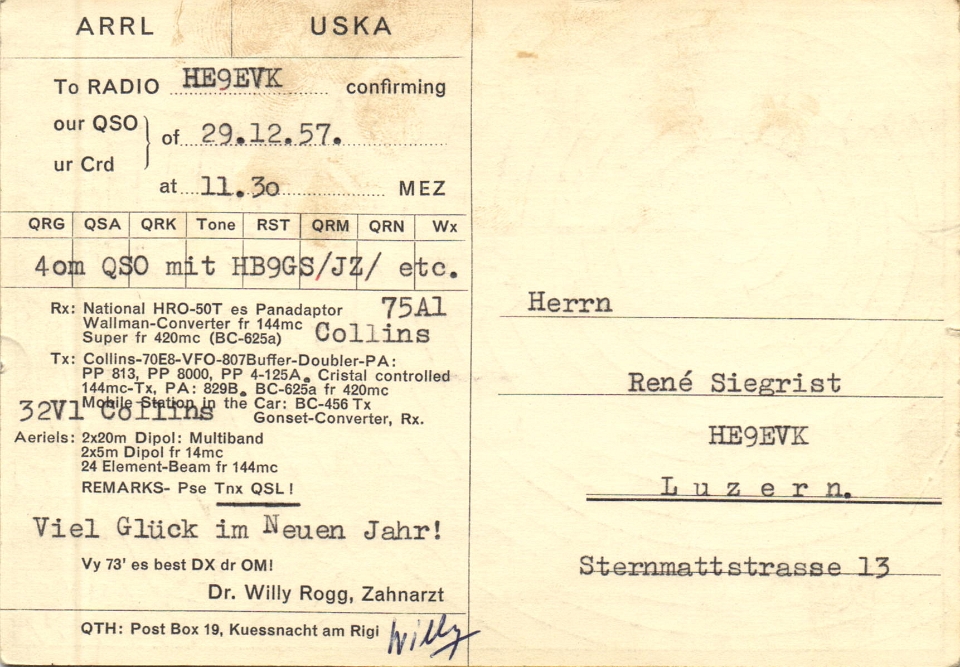 ARRL USKA
To RADIO HE9EVK confirming
our QSO
of 29.12.57.
ur Crd
at 11.3o MEZ
QRG QSA QRK Tone RST QRM QRN Wx
4om QSO mit HB9GS/JZ/ etc.
Rx: National HRO-50T es Panadaptor 75A1
Wallman-Converter fr 144mc Collins
Super fr 420mc (BC-625a)
Tx: Collins-70E8-VFO-807Buffer-Doubler-PA:
PP 813, PP 8000, PP 4-125A. Cristal controlled
144mc-Tx, PA: 829B. BC-625a fr 420mc
Mobile Station in the Car: BC-456 Tx
32V1 Collins
Gonset-Converter, Rx.
Aeriels: 2x20m Dipol: Multiband
2x5m Dipol fr 14mc
24 Element-Beam fr 144mc
REMARKS- Pse Tnx QSL!
Viel Glück im Neuen Jahr!
Vy 73' es best DX dr OM!
Dr. Willy Rogg, Zahnarzt
QTH: Post Box 19, Kuessnacht am Rigi Willy
Herrn
René Siegrist
HE9EVK
L u z e r n.
Sternmattstrasse 13